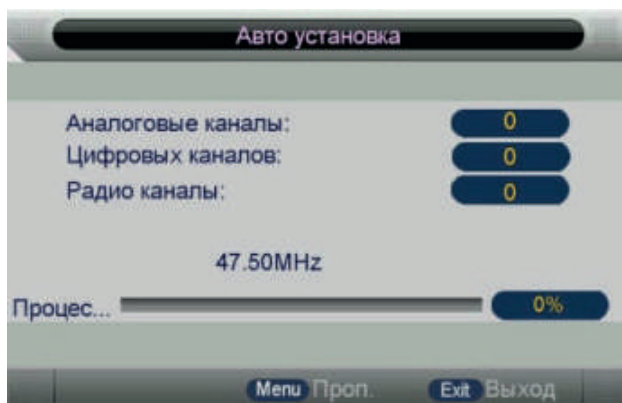 Авто установка
Аналоговые каналы: 0
Цифровых каналов: 0
Радио каналы: 0
47.50MHz
Процес... 0%
Menu Проп. Exit Выход